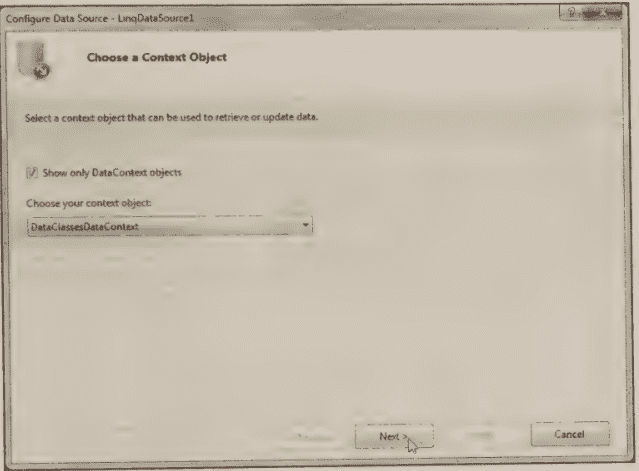 Configure Data Source - LinqDataSource1
Choose a Context Object
Select a context object that can be used to retrieve or update data.
Show only DataContext objects
Choose your context object:
DataClassesDataContext
Next >
Cancel